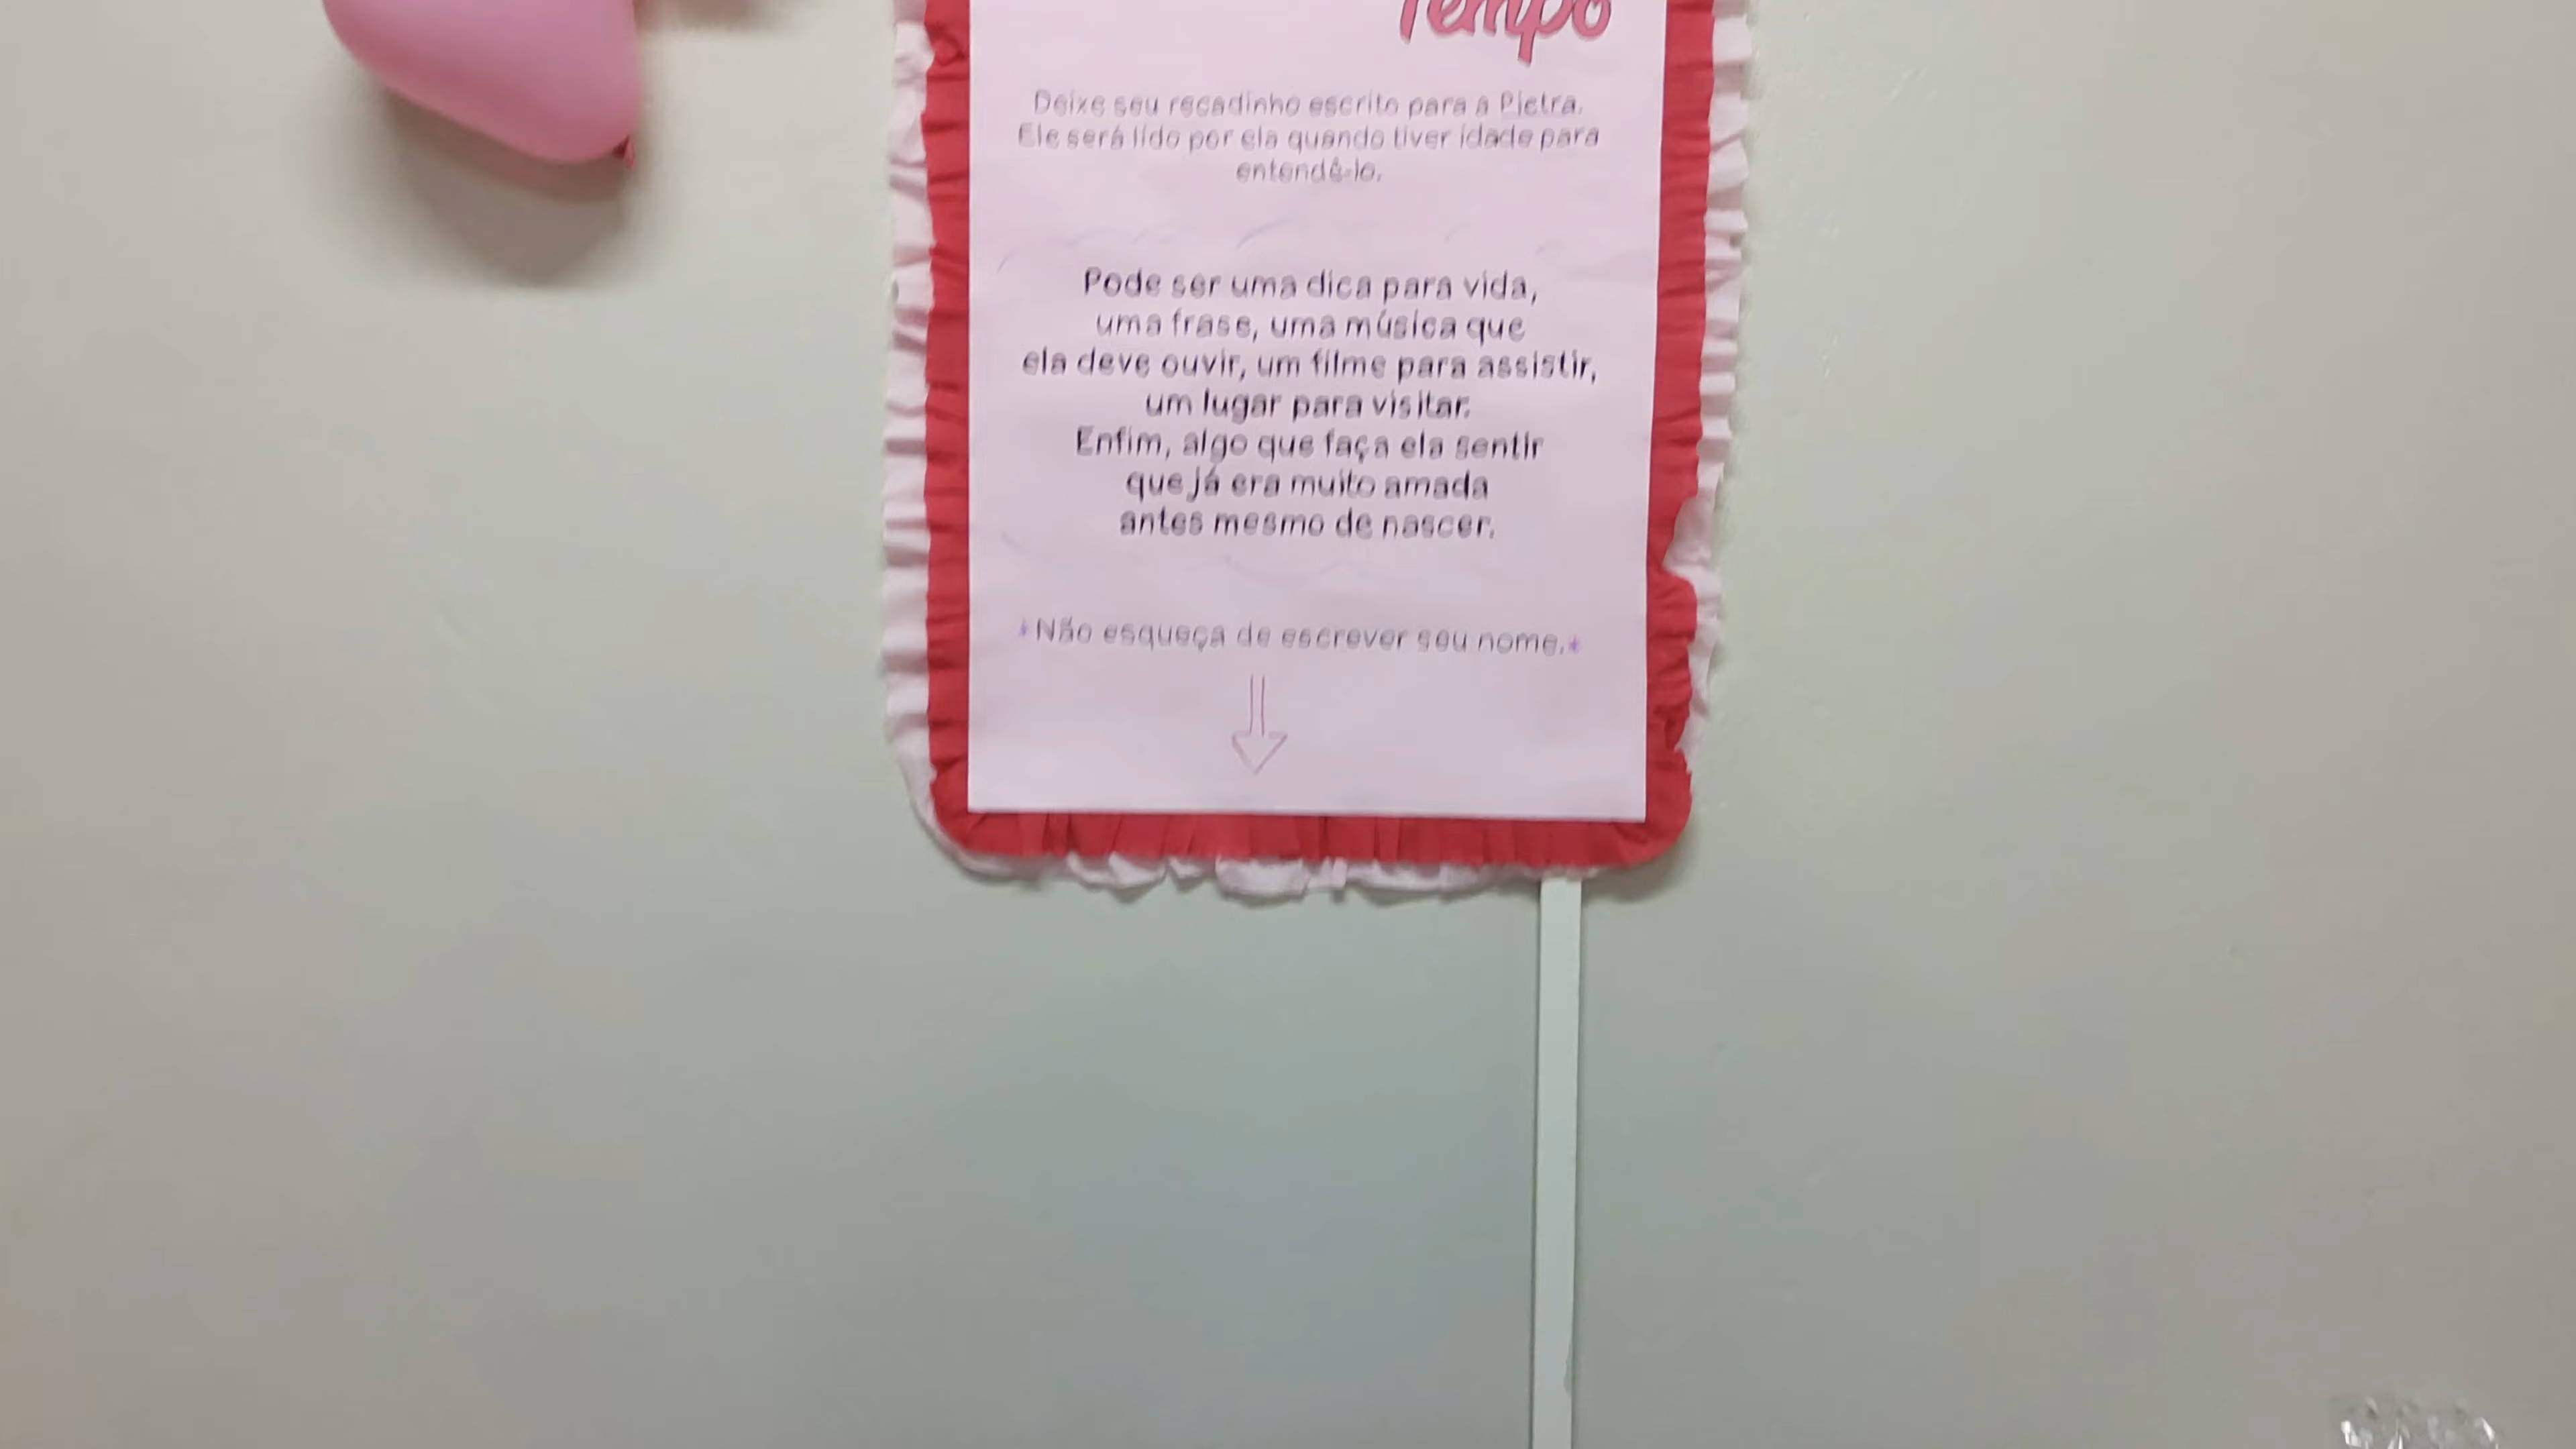 Tempo
Deixe seu recadinho escrito para a Pietra.
Ele será lido por ela quando tiver idade para
entendê-lo.
Pode ser uma dica para vida,
uma frase, uma música que
ela deve ouvir, um filme para assistir,
um lugar para visitar.
Enfim, algo que faça ela sentir
que já era muito amada
antes mesmo de nascer.
*Não esqueça de escrever seu nome.*